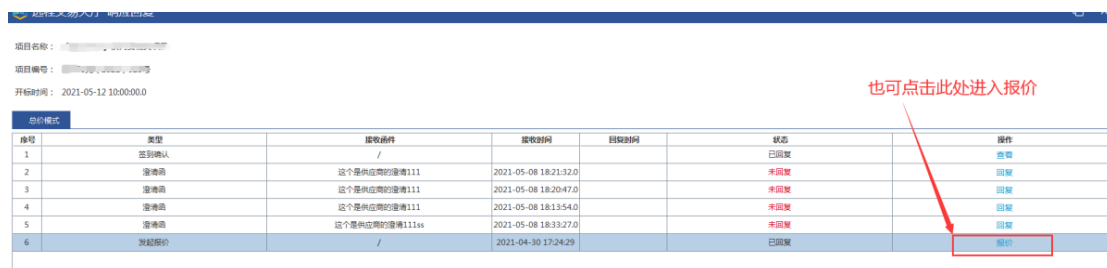 远程交易大厅 响应回复
项目名称：
项目编号： 号
开标时间： 2021-05-12 10:00:00.0
也可点击此处进入报价
总价模式
序号 类型 接收函件 接收时间 回复时间 状态 操作
1 签到确认 / 已回复 查看
2 澄清函 这个是供应商的澄清111 2021-05-08 18:21:32.0 未回复 回复
3 澄清函 这个是供应商的澄清111 2021-05-08 18:20:47.0 未回复 回复
4 澄清函 这个是供应商的澄清111 2021-05-08 18:13:54.0 未回复 回复
5 澄清函 这个是供应商的澄清111ss 2021-05-08 18:33:27.0 未回复 回复
6 发起报价 / 2021-04-30 17:24:29 已回复 报价